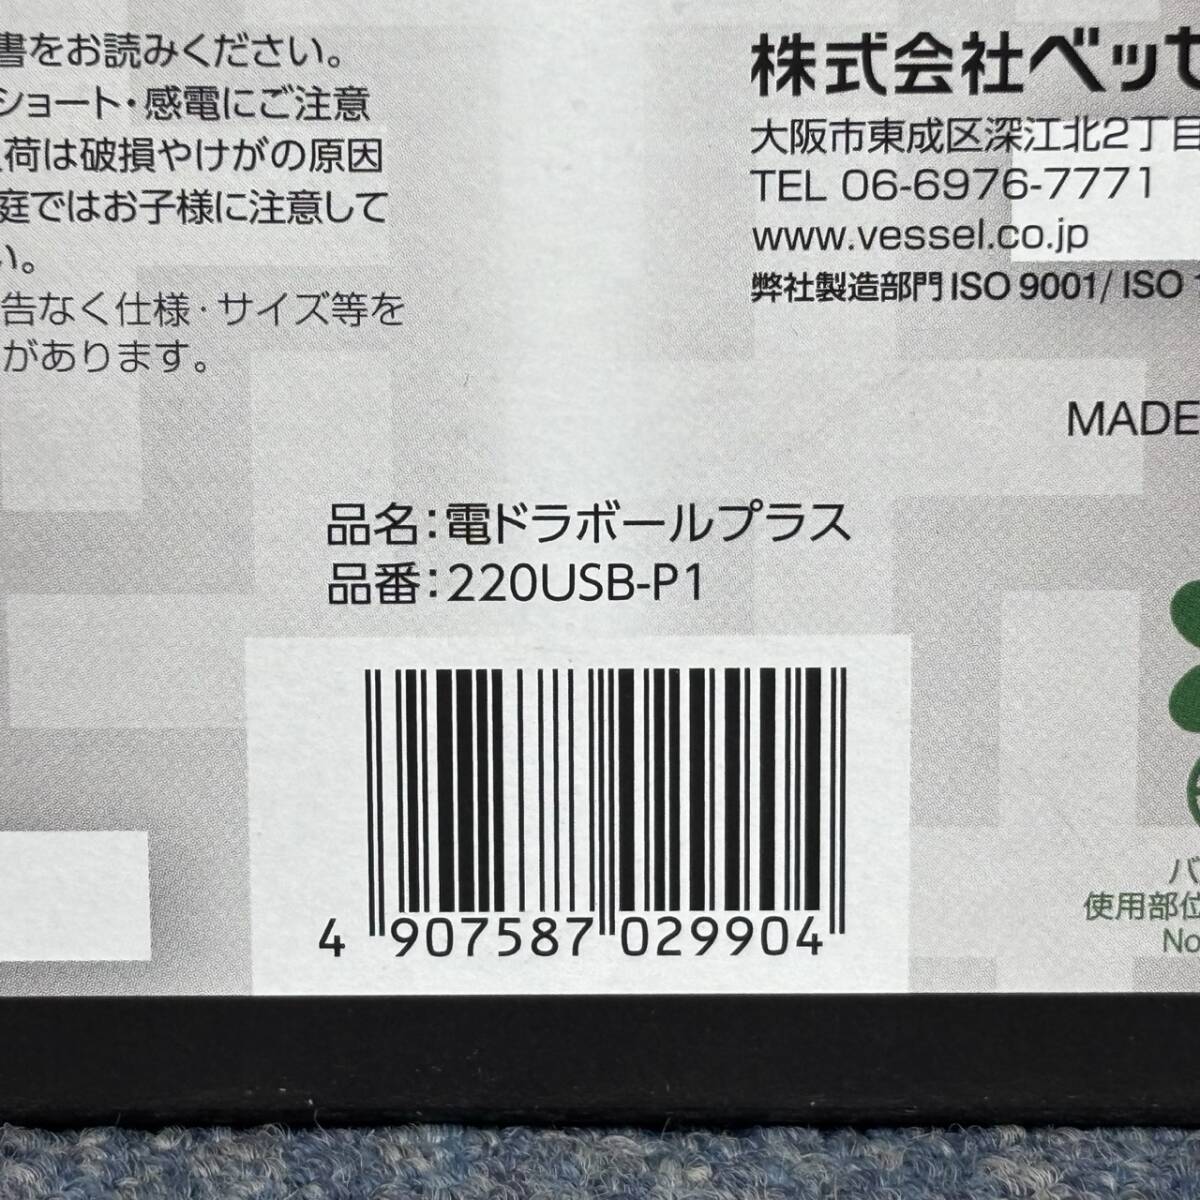 書をお読みください。
ショート・感電にご注意
荷は破損やけがの原因
庭ではお子様に注意して
い。
告なく仕様・サイズ等を
があります。
株式会社ベッセ
大阪市東成区深江北2丁目
TEL 06-6976-7771
www.vessel.co.jp
弊社製造部門 ISO 9001/ ISO 1
MADE
品名：電ドラボールプラス
品番：220USB-P1
4 907587 029904
バ
使用部位
No